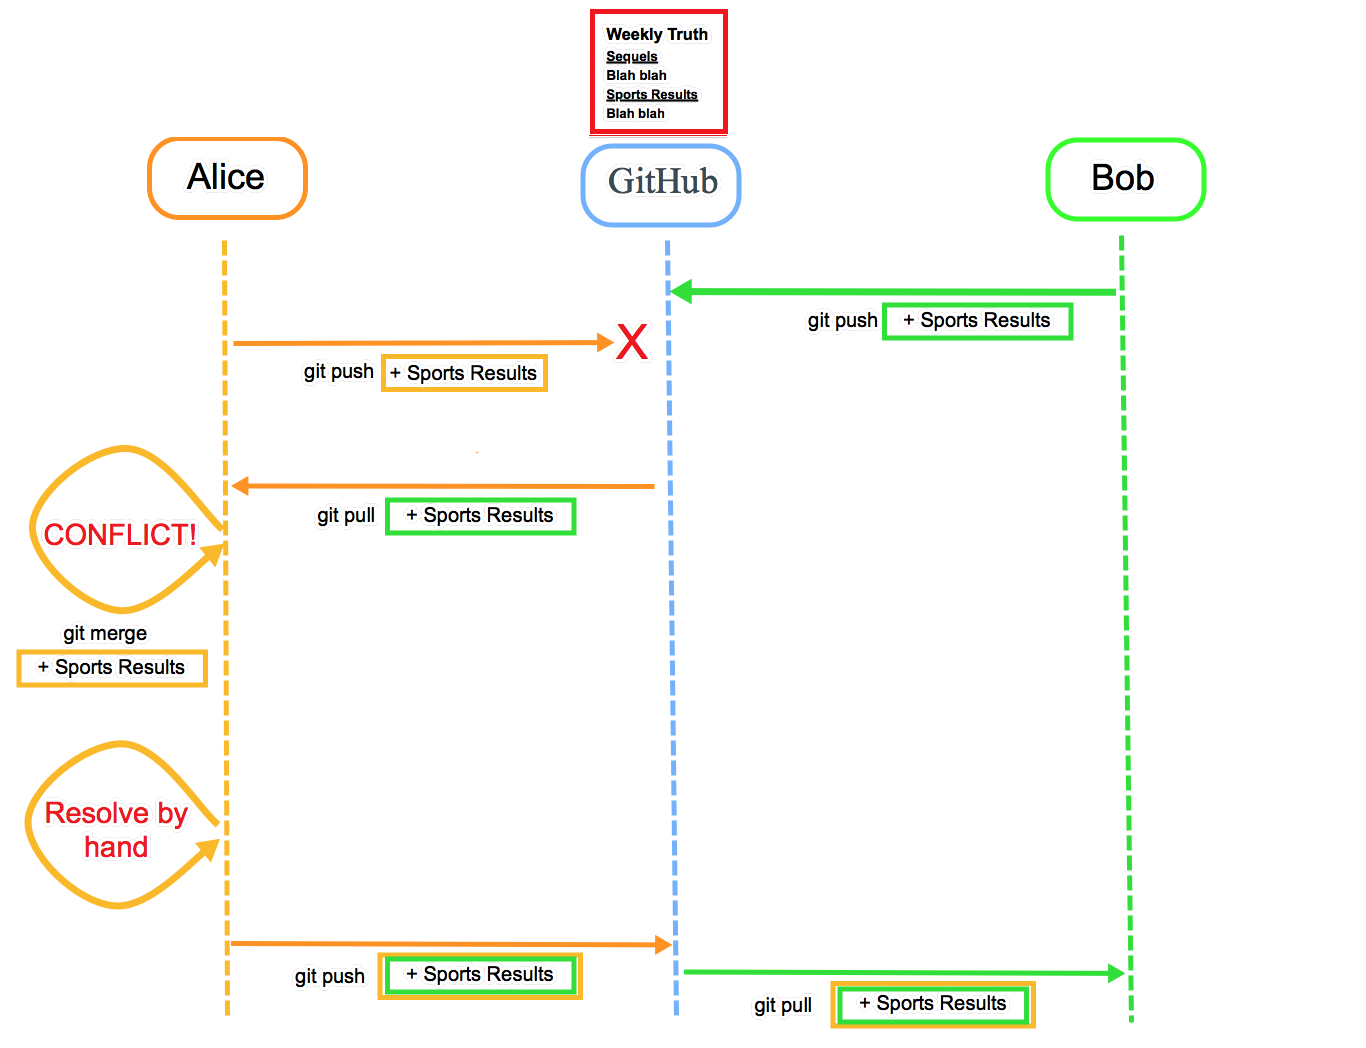 Weekly Truth
Sequels
Blah blah
Sports Results
Blah blah
Alice
GitHub
Bob
git push + Sports Results
X
git push + Sports Results
git pull + Sports Results
CONFLICT!
git merge
+ Sports Results
Resolve by
hand
git push + Sports Results
git pull + Sports Results